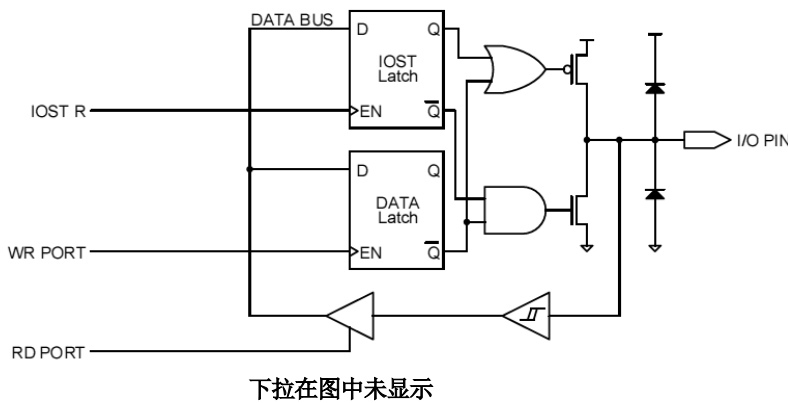 DATA BUS
D
Q
IOST
Latch
IOST R
EN
Q
I/O PIN
D
Q
DATA
Latch
WR PORT
EN
Q
RD PORT
下拉在图中未显示